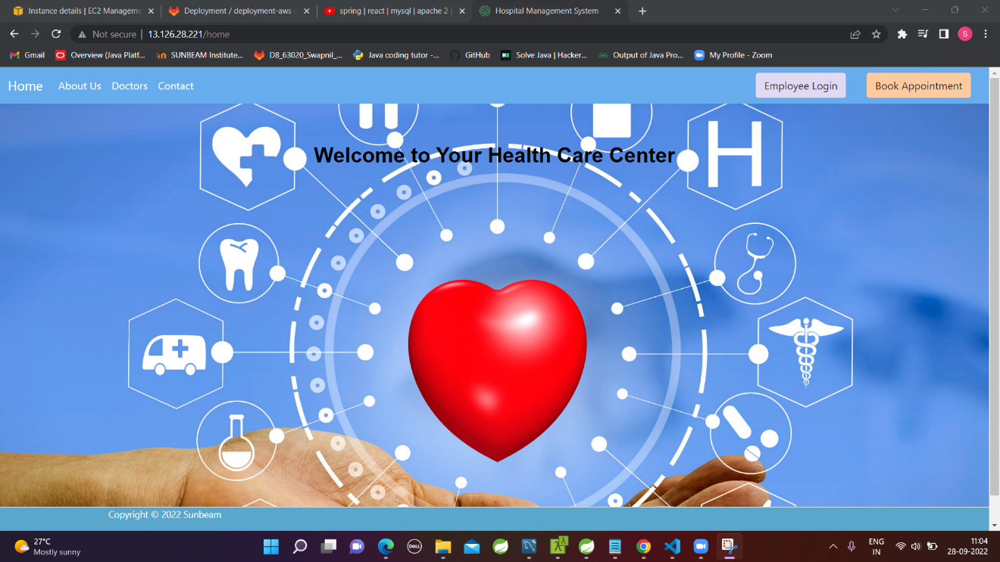 Instance details | EC2 Manageme
Deployment / deployment-aws
spring | react | mysql | apache 2 |
Hospital Management System
Not secure | 13.126.28.221/home
S
Gmail
Overview (Java Platf...
SUNBEAM Institute...
D8_63020_Swapnil_...
Java coding tutor -...
GitHub
Solve Java | Hacker...
Output of Java Pro...
My Profile - Zoom
Home
About Us
Doctors
Contact
Employee Login
Book Appointment
Welcome to Your Health Care Center
H
Copyright © 2022 Sunbeam
27°C
Mostly sunny
DELL
ENG
IN
11:04
28-09-2022